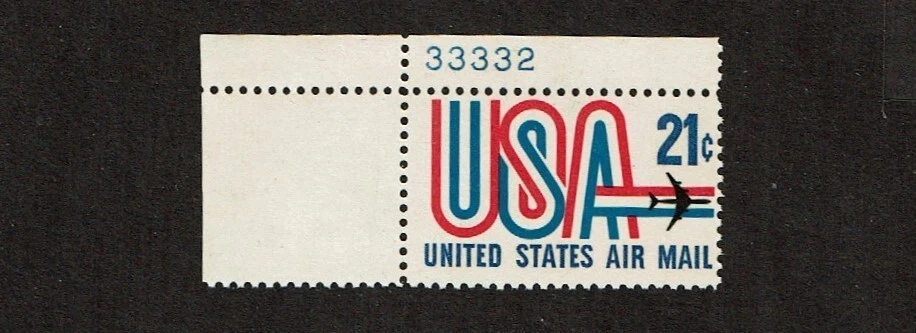 33332
USA
21¢
UNITED STATES AIR MAIL